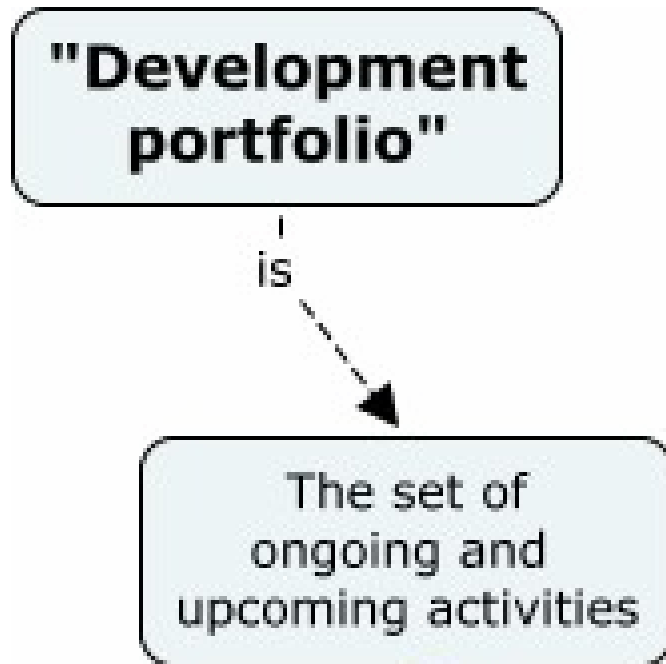 "Development
portfolio"
is
The set of
ongoing and
upcoming activities